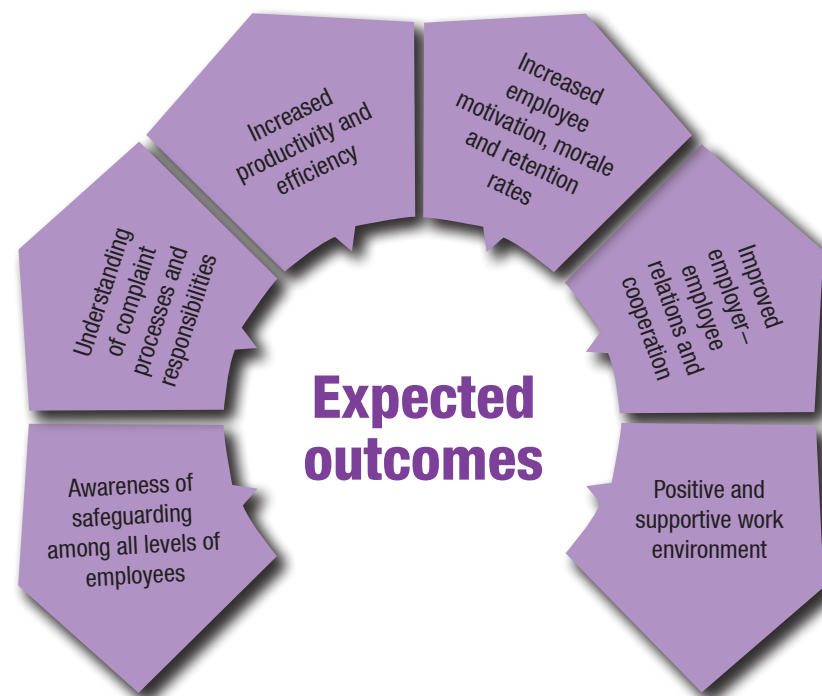 Increased
productivity and
efficiency
Increased
employee
motivation, morale
and retention
rates
Understanding
of complaint
processes and
responsibilities
Improved
employer–
employee
relations and
cooperation
Expected
outcomes
Awareness of
safeguarding
among all levels of
employees
Positive and
supportive work
environment